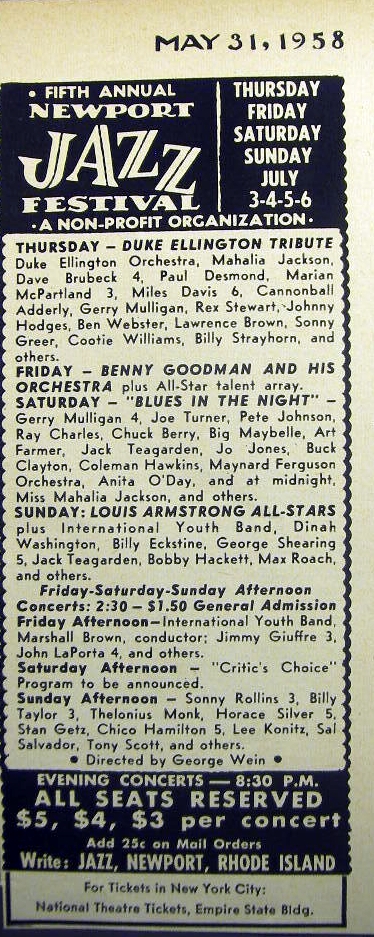 MAY 31, 1958
• FIFTH ANNUAL
NEWPORT
JAZZ
FESTIVAL
THURSDAY
FRIDAY
SATURDAY
SUNDAY
JULY
3-4-5-6
• A NON-PROFIT ORGANIZATION •
THURSDAY – DUKE ELLINGTON TRIBUTE
Duke Ellington Orchestra, Mahalia Jackson,
Dave Brubeck 4, Paul Desmond, Marian
McPartland 3, Miles Davis 6, Cannonball
Adderly, Gerry Mulligan, Rex Stewart, Johnny
Hodges, Ben Webster, Lawrence Brown, Sonny
Greer, Cootie Williams, Billy Strayhorn, and
others.
FRIDAY – BENNY GOODMAN AND HIS
ORCHESTRA plus All-Star talent array.
SATURDAY – "BLUES IN THE NIGHT" –
Gerry Mulligan 4, Joe Turner, Pete Johnson,
Ray Charles, Chuck Berry, Big Maybelle, Art
Farmer, Jack Teagarden, Jo Jones, Buck
Clayton, Coleman Hawkins, Maynard Ferguson
Orchestra, Anita O'Day, and at midnight,
Miss Mahalia Jackson, and others.
SUNDAY: LOUIS ARMSTRONG ALL-STARS
plus International Youth Band, Dinah
Washington, Billy Eckstine, George Shearing
5, Jack Teagarden, Bobby Hackett, Max Roach,
and others.
Friday-Saturday-Sunday Afternoon
Concerts: 2:30 – $1.50 General Admission
Friday Afternoon—International Youth Band,
Marshall Brown, conductor; Jimmy Giuffre 3,
John LaPorta 4, and others.
Saturday Afternoon – "Critic's Choice"
Program to be announced.
Sunday Afternoon – Sonny Rollins 3, Billy
Taylor 3, Thelonius Monk, Horace Silver 5,
Stan Getz, Chico Hamilton 5, Lee Konitz, Sal
Salvador, Tony Scott, and others.
• Directed by George Wein •
EVENING CONCERTS — 8:30 P.M.
ALL SEATS RESERVED
$5, $4, $3 per concert
Add 25c on Mail Orders
Write: JAZZ, NEWPORT, RHODE ISLAND
For Tickets in New York City:
National Theatre Tickets, Empire State Bldg.